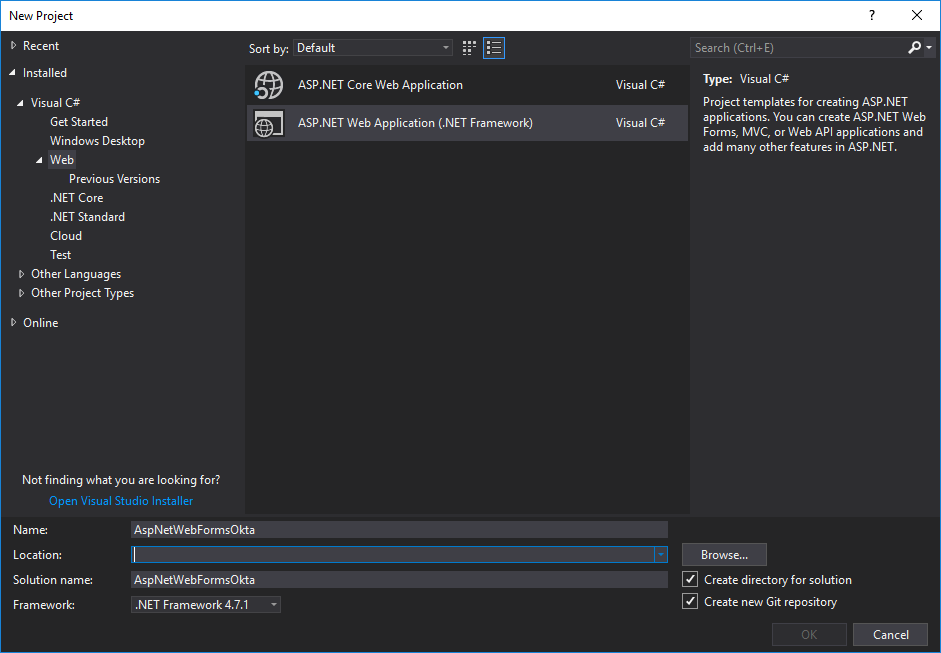 New Project
?
Recent
Installed
Visual C#
Get Started
Windows Desktop
Web
Previous Versions
.NET Core
.NET Standard
Cloud
Test
Other Languages
Other Project Types
Online
Not finding what you are looking for?
Open Visual Studio Installer
Sort by: Default
ASP.NET Core Web Application Visual C#
ASP.NET Web Application (.NET Framework) Visual C#
Search (Ctrl+E)
Type: Visual C#
Project templates for creating ASP.NET
applications. You can create ASP.NET Web
Forms, MVC, or Web API applications and
add many other features in ASP.NET.
Name: AspNetWebFormsOkta
Location:
Browse...
Solution name: AspNetWebFormsOkta
Create directory for solution
Framework: .NET Framework 4.7.1
Create new Git repository
OK Cancel